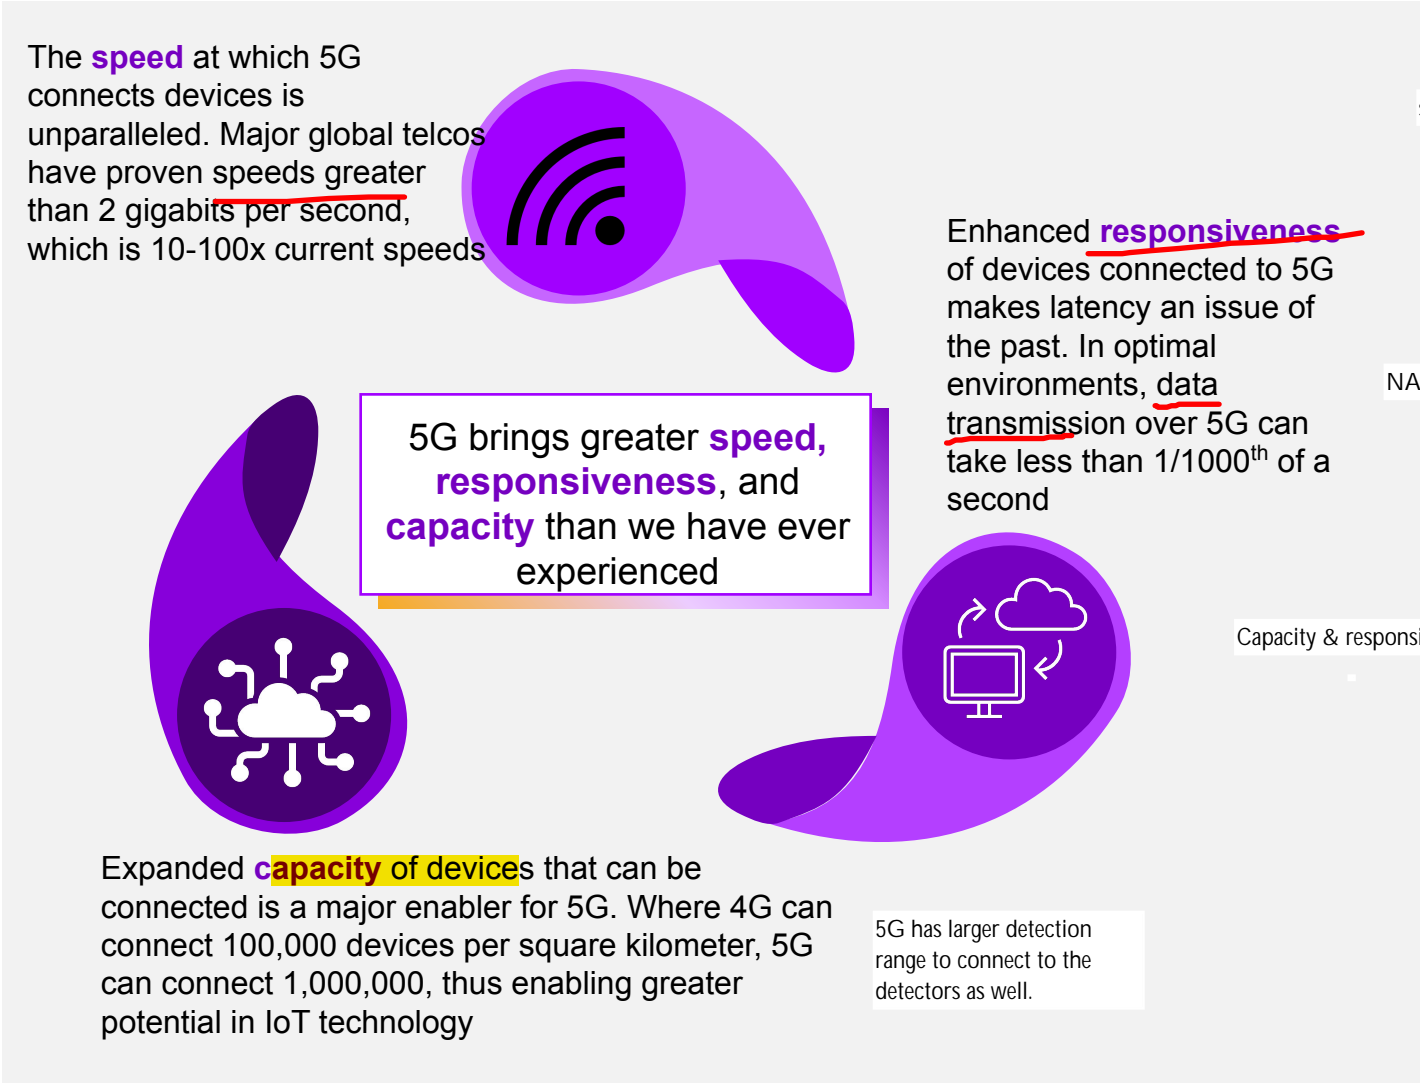 The speed at which 5G
connects devices is
unparalleled. Major global telcos
have proven speeds greater
than 2 gigabits per second,
which is 10-100x current speeds
Enhanced responsiveness
of devices connected to 5G
makes latency an issue of
the past. In optimal
environments, data
transmission over 5G can
take less than 1/1000th of a
second
NA
5G brings greater speed,
responsiveness, and
capacity than we have ever
experienced
Capacity &
Expanded capacity of devices that can be
connected is a major enabler for 5G. Where 4G can
connect 100,000 devices per square kilometer, 5G
can connect 1,000,000, thus enabling greater
potential in IoT technology
5G has larger detection
range to connect to the
detectors as well.